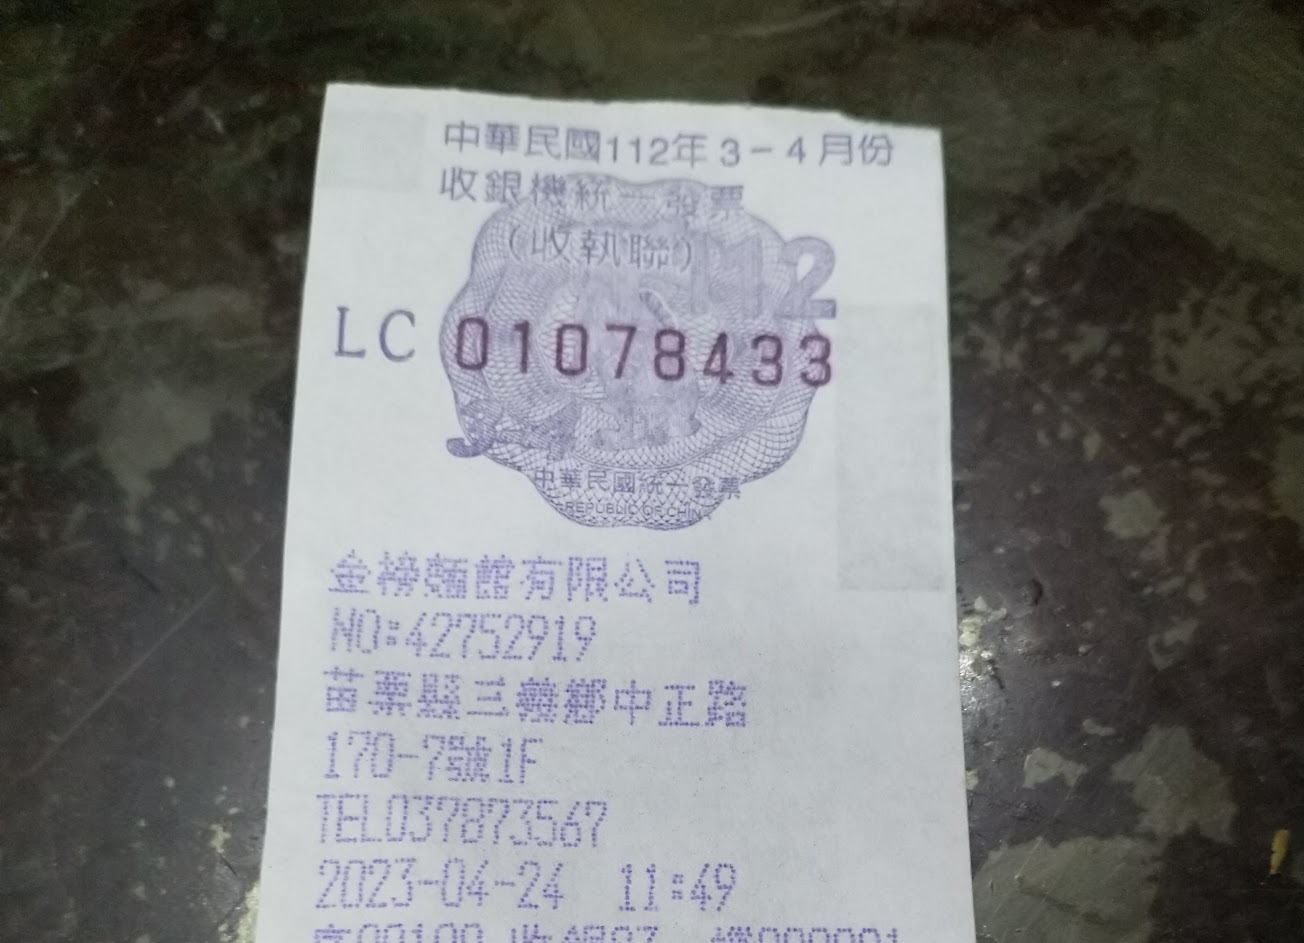 中華民國112年3-4月份
收銀機統一發票
(收執聯)
112
LC 01078433
3-4
中華民國統一發票
REPUBLIC OF CHINA
金榜麵館有限公司
NO:42752919
苗栗縣三義鄉中正路
170-7號1F
TEL037873567
2023-04-24 11:49